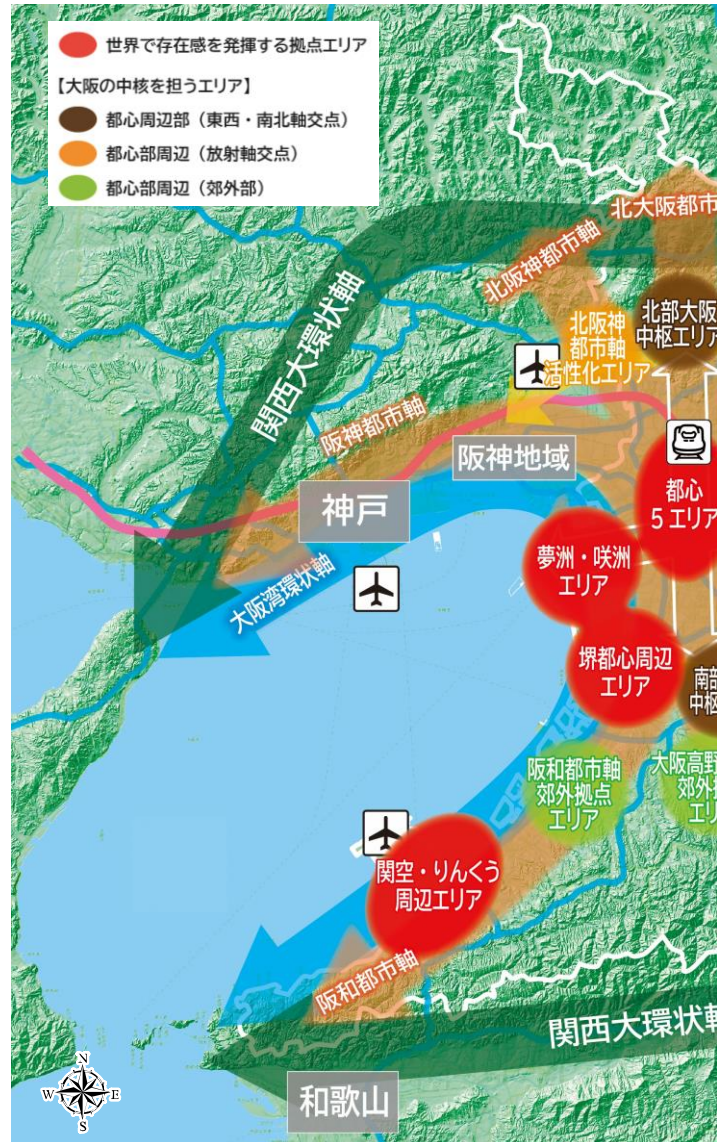 世界で存在感を発揮する拠点エリア
【大阪の中核を担うエリア】
都心周辺部（東西・南北軸交点）
都心部周辺（放射軸交点）
都心部周辺（郊外部）
北大阪都市
北阪神都市軸
関西大環状軸
北部大阪
中枢エリア
北阪神
都市軸
活性化エリア
阪神都市軸
阪神地域
都心
5エリア
神戸
夢洲・咲洲
エリア
大阪湾環状軸
堺都心周辺
エリア
南部
中枢
阪和都市軸
郊外拠点
エリア
大阪高野
郊外拠
エリ
関空・りんくう
周辺エリア
阪和都市軸
関西大環状軸
和歌山
N
W
E
S